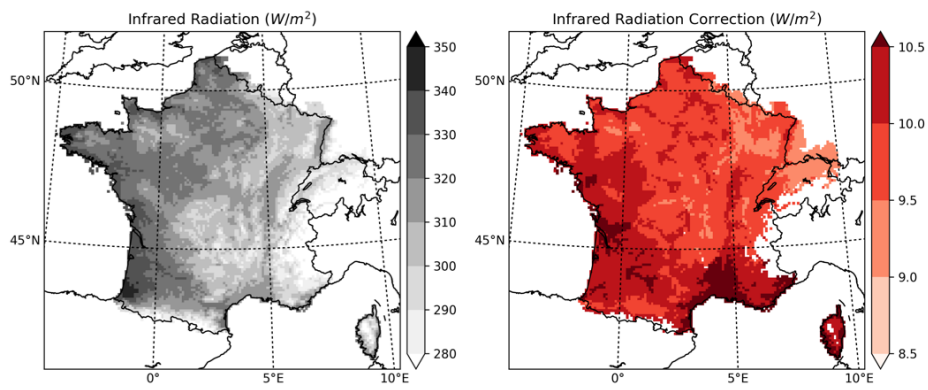 Infrared Radiation (W/m²)
350
340
330
320
310
300
290
280
50°N
45°N
0°
5°E
10°E
Infrared Radiation Correction (W/m²)
10.5
10.0
9.5
9.0
8.5
50°N
45°N
0°
5°E
10°E